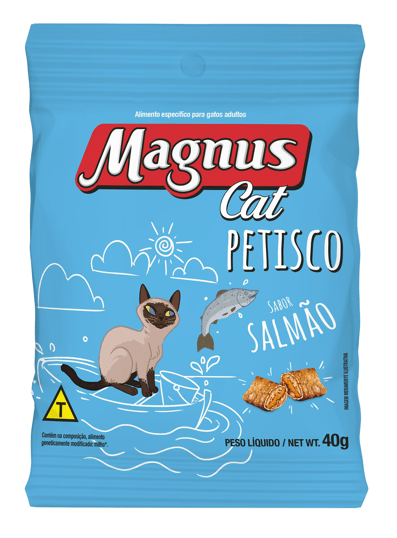 Alimento específico para gatos adultos
Magnus
Cat
PETISCO
SABOR
SALMÃO
IMAGEM MERAMENTE ILUSTRATIVA
T
Contém na composição, alimento
geneticamente modificado: milho*.
PESO LÍQUIDO / NET WT. 40g